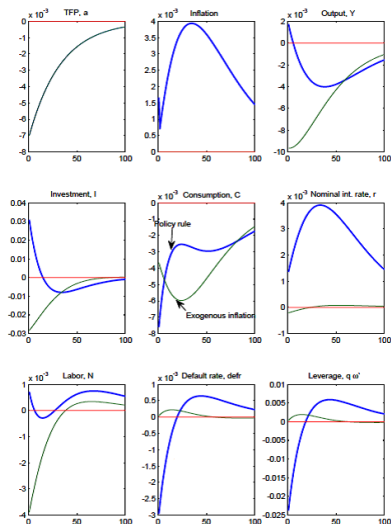 TFP, a Inflation Output, Y
x 10⁻³ x 10⁻³ x 10⁻³
0 4 2
-1 3.5 0
-2 3 -2
-3 2.5
-4 2 -4
-5 1.5 -6
-6 1
-7 0.5 -8
-8 0 -10
0 50 100 0 50 100 0 50 100
Investment, I Consumption, C Nominal int. rate, r
x 10⁻³ x 10⁻³
0.04 0 4
0.03 -1 3
0.02 -2
0.01 -3 2
0 -4
-0.01 -5 1
-0.02 -6 0
-0.03 -7 -1
-8
Policy rule
Exogenous inflation
0 50 100 0 50 100 0 50 100
Labor, N Default rate, defr Leverage, q ω'
x 10⁻³ x 10⁻³
1 1 0.01
0 0.5 0.005
0 0
-1 -0.5 -0.005
-2 -1 -0.01
-1.5 -0.015
-3 -2 -0.02
-2.5
-4 -3 -0.025
0 50 100 0 50 100 0 50 100